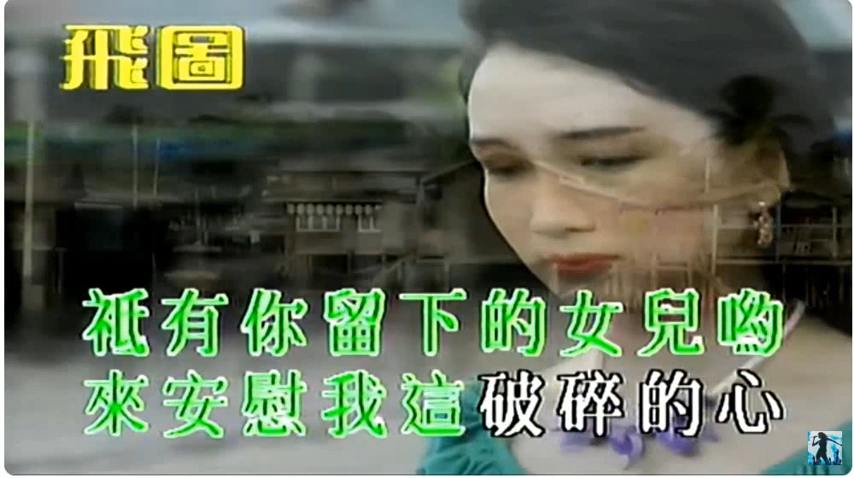 飛圖
祗有你留下的女兒喲
來安慰我這破碎的心